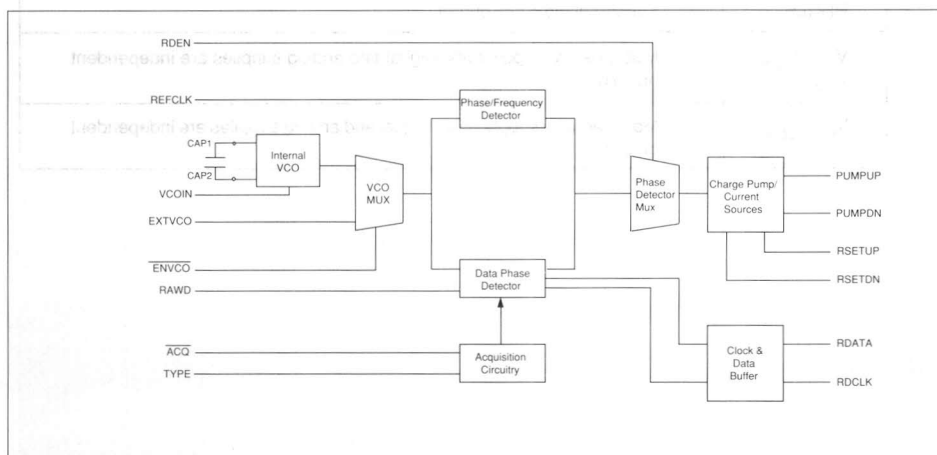 RDEN
REFCLK
Phase/Frequency
Detector
CAP1
CAP2
Internal
VCO
VCO
MUX
VCOIN
EXTVCO
ENVCO
RAWD
Phase
Detector
Mux
Charge Pump/
Current
Sources
PUMPUP
PUMPDN
RSETUP
RSETDN
Data Phase
Detector
ACQ
TYPE
Acquisition
Circuitry
Clock &
Data
Buffer
RDATA
RDCLK